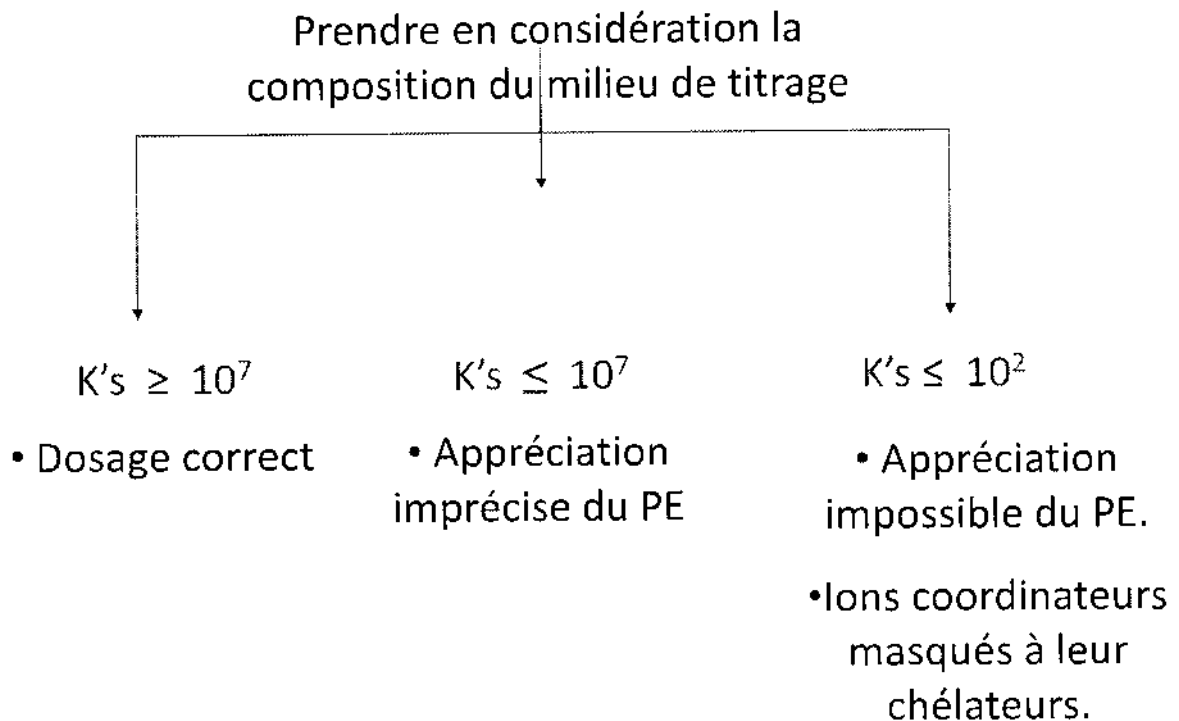 Prendre en considération la
composition du milieu de titrage
K's ≥ 10⁷
• Dosage correct
K's ≤ 10⁷
• Appréciation
imprécise du PE
K's ≤ 10²
• Appréciation
impossible du PE.
•Ions coordinateurs
masqués à leur
chélateurs.